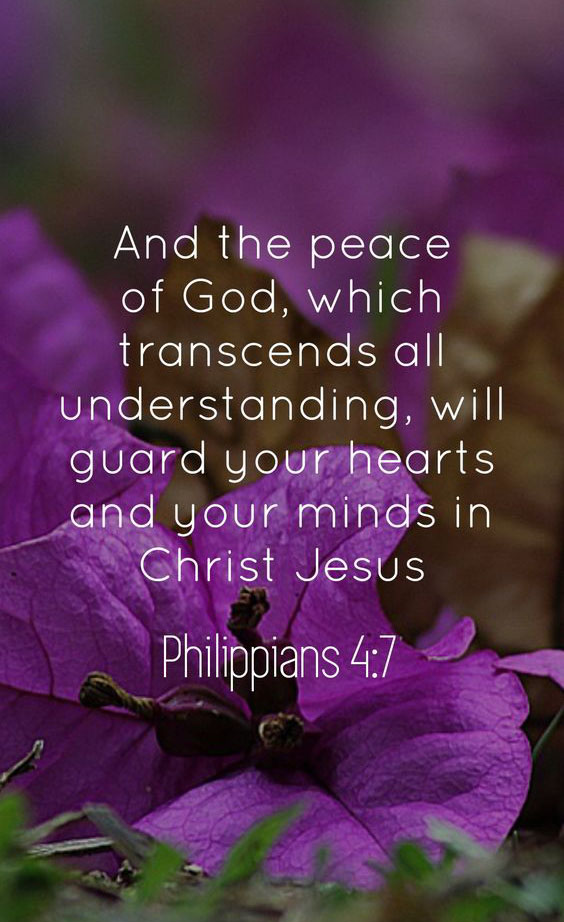 And the peace
of God, which
transcends all
understanding, will
guard your hearts
and your minds in
Christ Jesus
Philippians 4:7